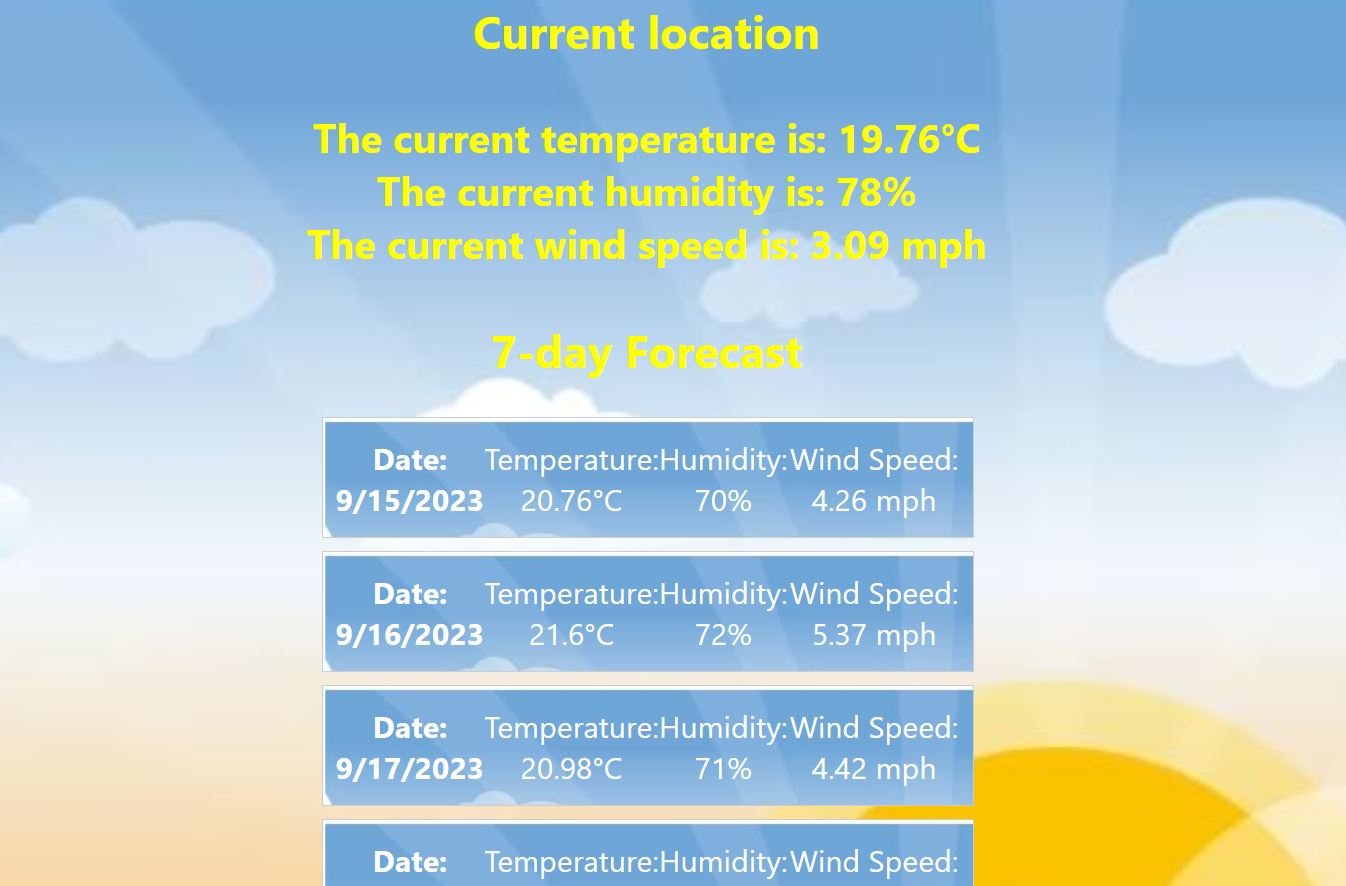 Current location
The current temperature is: 19.76°C
The current humidity is: 78%
The current wind speed is: 3.09 mph
7-day Forecast
Date: Temperature: Humidity: Wind Speed:
9/15/2023 20.76°C 70% 4.26 mph
Date: Temperature: Humidity: Wind Speed:
9/16/2023 21.6°C 72% 5.37 mph
Date: Temperature: Humidity: Wind Speed:
9/17/2023 20.98°C 71% 4.42 mph
Date: Temperature: Humidity: Wind Speed: